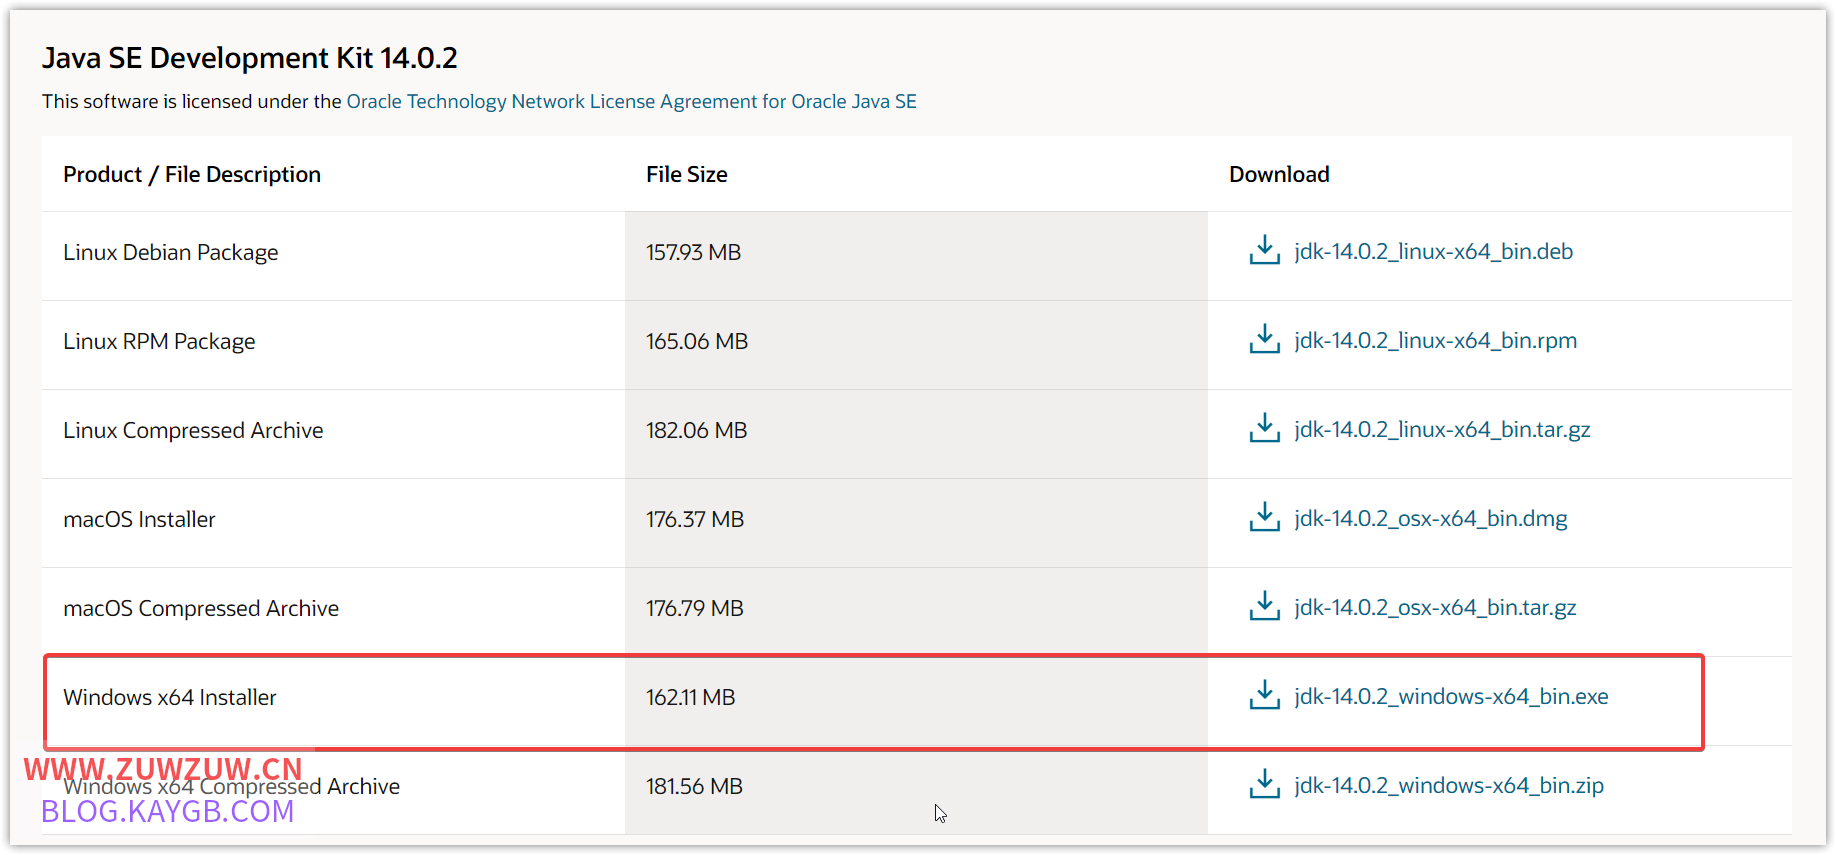 Java SE Development Kit 14.0.2
This software is licensed under the Oracle Technology Network License Agreement for Oracle Java SE
Product / File Description File Size Download
Linux Debian Package 157.93 MB jdk-14.0.2_linux-x64_bin.deb
Linux RPM Package 165.06 MB jdk-14.0.2_linux-x64_bin.rpm
Linux Compressed Archive 182.06 MB jdk-14.0.2_linux-x64_bin.tar.gz
macOS Installer 176.37 MB jdk-14.0.2_osx-x64_bin.dmg
macOS Compressed Archive 176.79 MB jdk-14.0.2_osx-x64_bin.tar.gz
Windows x64 Installer 162.11 MB jdk-14.0.2_windows-x64_bin.exe
WWW.ZUWZUW.CN
Windows x64 Compressed Archive 181.56 MB jdk-14.0.2_windows-x64_bin.zip
BLOG.KAYGB.COM